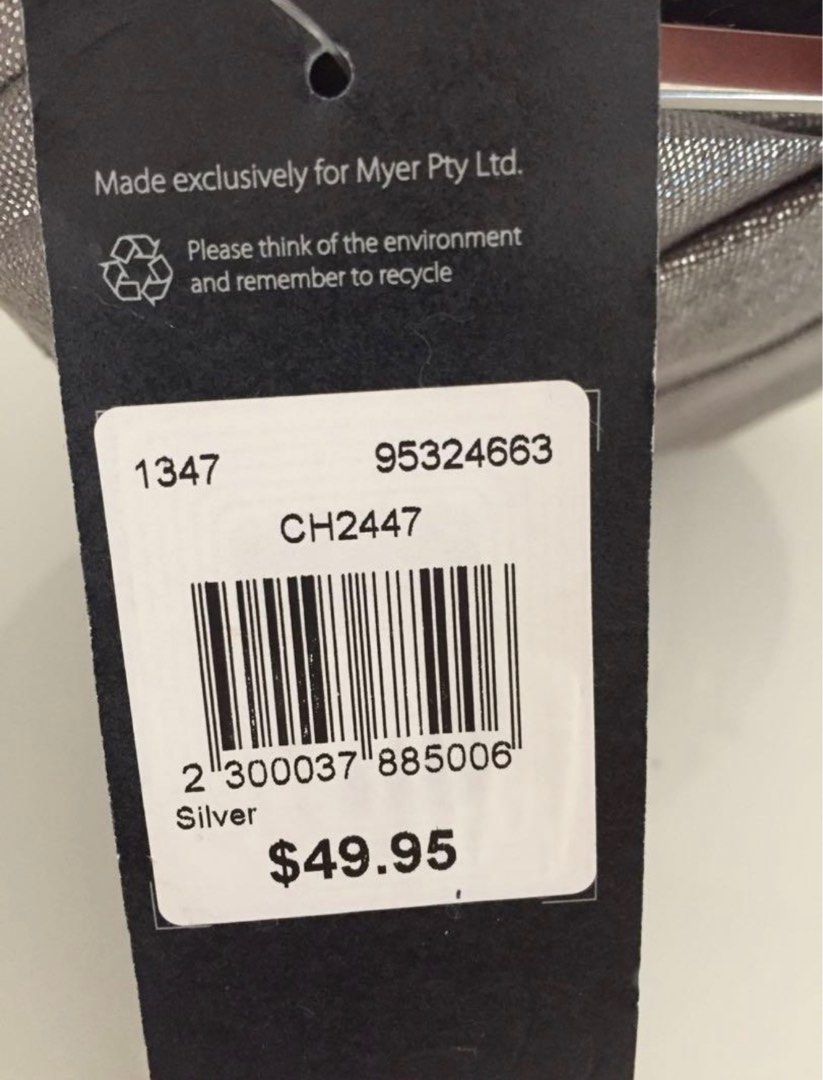 Made exclusively for Myer Pty Ltd.
Please think of the environment
and remember to recycle
1347 95324663
CH2447
2 300037 885006
Silver
$49.95